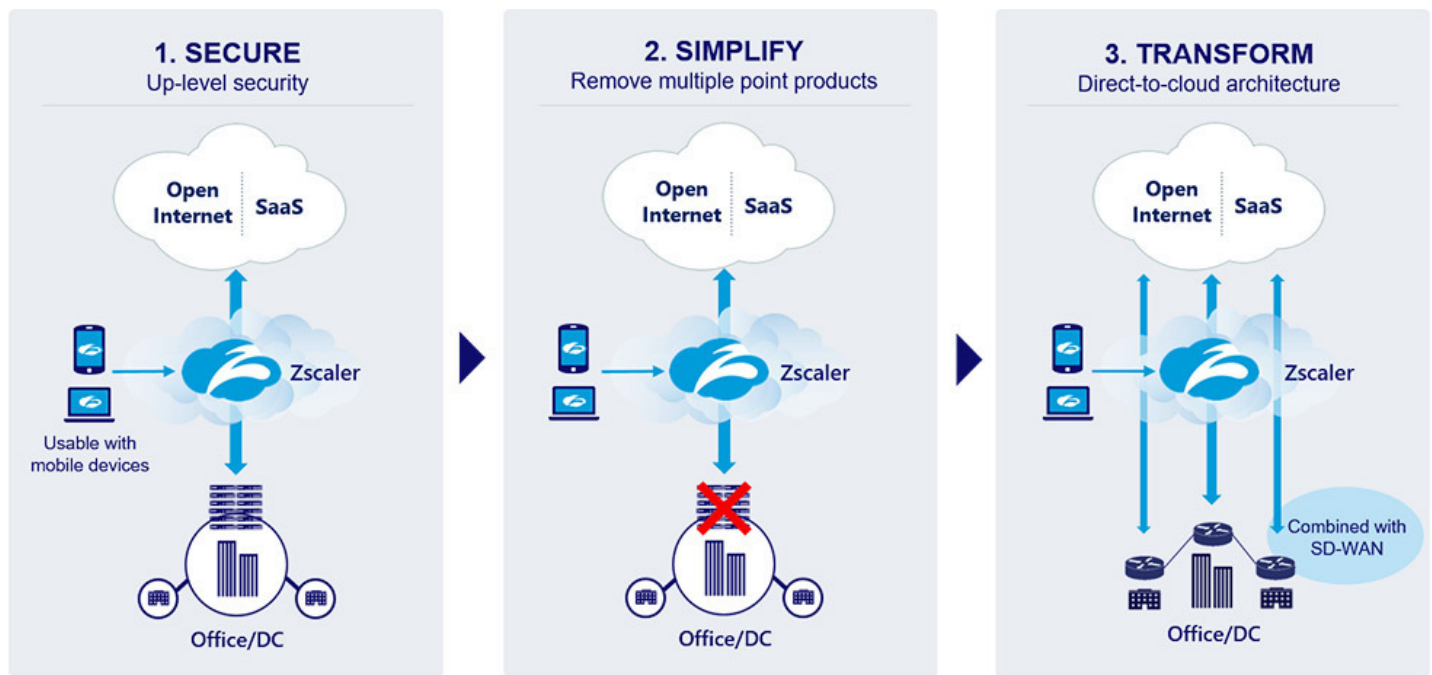 1. SECURE
Up-level security
Open
Internet
SaaS
Zscaler
Usable with
mobile devices
Office/DC
2. SIMPLIFY
Remove multiple point products
Open
Internet
SaaS
Zscaler
Office/DC
3. TRANSFORM
Direct-to-cloud architecture
Open
Internet
SaaS
Zscaler
Combined with
SD-WAN
Office/DC